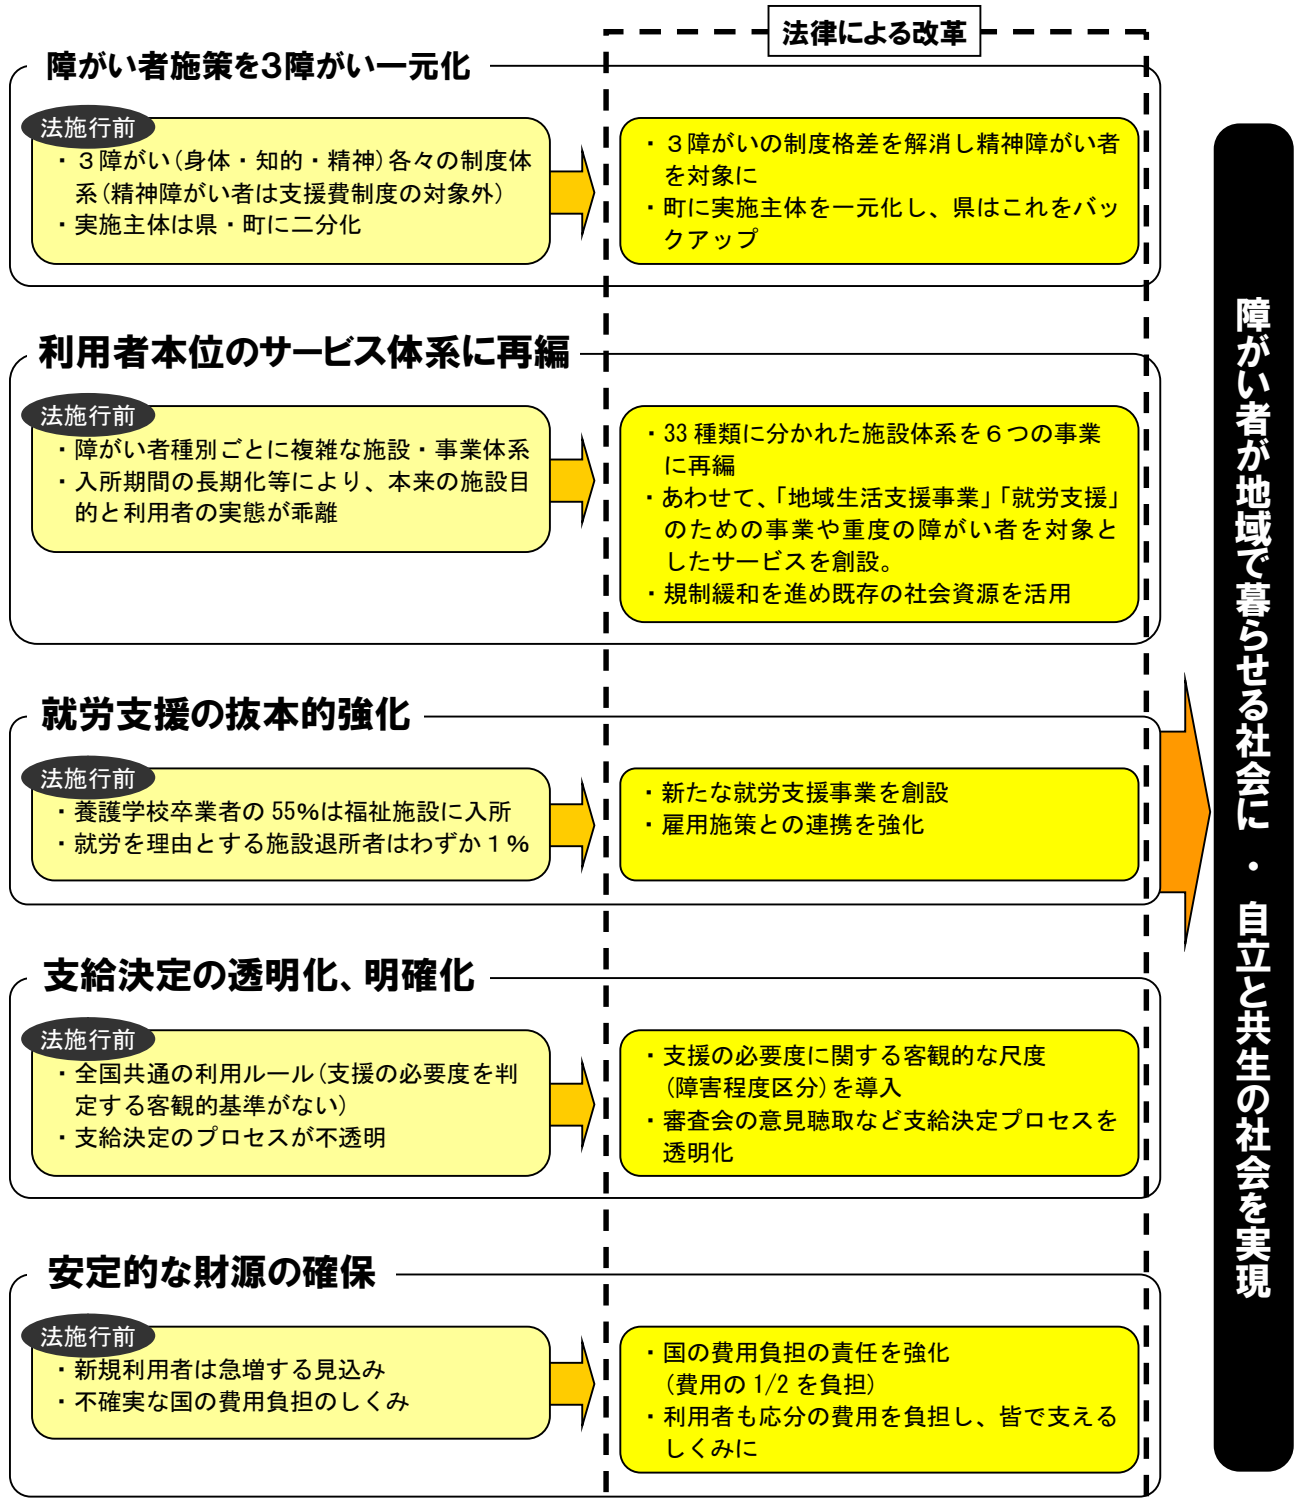 法律による改革
障がい者施策を3障がい一元化
法施行前
・３障がい(身体・知的・精神)各々の制度体
系(精神障がい者は支援費制度の対象外)
・実施主体は県・町に二分化
・３障がいの制度格差を解消し精神障がい者
を対象に
・町に実施主体を一元化し、県はこれをバッ
クアップ
利用者本位のサービス体系に再編
法施行前
・障がい者種別ごとに複雑な施設・事業体系
・入所期間の長期化等により、本来の施設目
的と利用者の実態が乖離
・33種類に分かれた施設体系を６つの事業
に再編
・あわせて、「地域生活支援事業」「就労支援」
のための事業や重度の障がい者を対象と
したサービスを創設。
・規制緩和を進め既存の社会資源を活用
就労支援の抜本的強化
法施行前
・養護学校卒業者の55%は福祉施設に入所
・就労を理由とする施設退所者はわずか１%
・新たな就労支援事業を創設
・雇用施策との連携を強化
支給決定の透明化、明確化
法施行前
・全国共通の利用ルール(支援の必要度を判
定する客観的基準がない)
・支給決定のプロセスが不透明
・支援の必要度に関する客観的な尺度
(障害程度区分)を導入
・審査会の意見聴取など支給決定プロセスを
透明化
安定的な財源の確保
法施行前
・新規利用者は急増する見込み
・不確実な国の費用負担のしくみ
・国の費用負担の責任を強化
(費用の1/2を負担)
・利用者も応分の費用を負担し、皆で支える
しくみに
障がい者が地域で暮らせる社会に・自立と共生の社会を実現